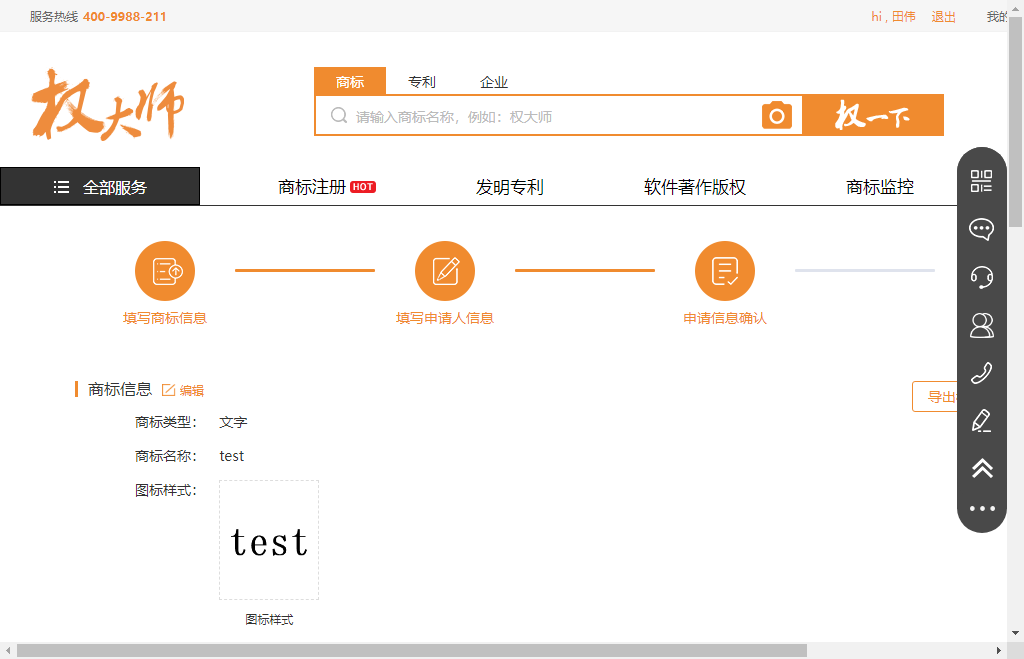 服务热线 400-9988-211
hi , 田伟 退出 我的
权大师
商标 专利 企业
请输入商标名称，例如：权大师
权一下
全部服务 商标注册 HOT 发明专利 软件著作版权 商标监控
填写商标信息 填写申请人信息 申请信息确认
商标信息 编辑
导出
商标类型： 文字
商标名称： test
图标样式：
test
图标样式